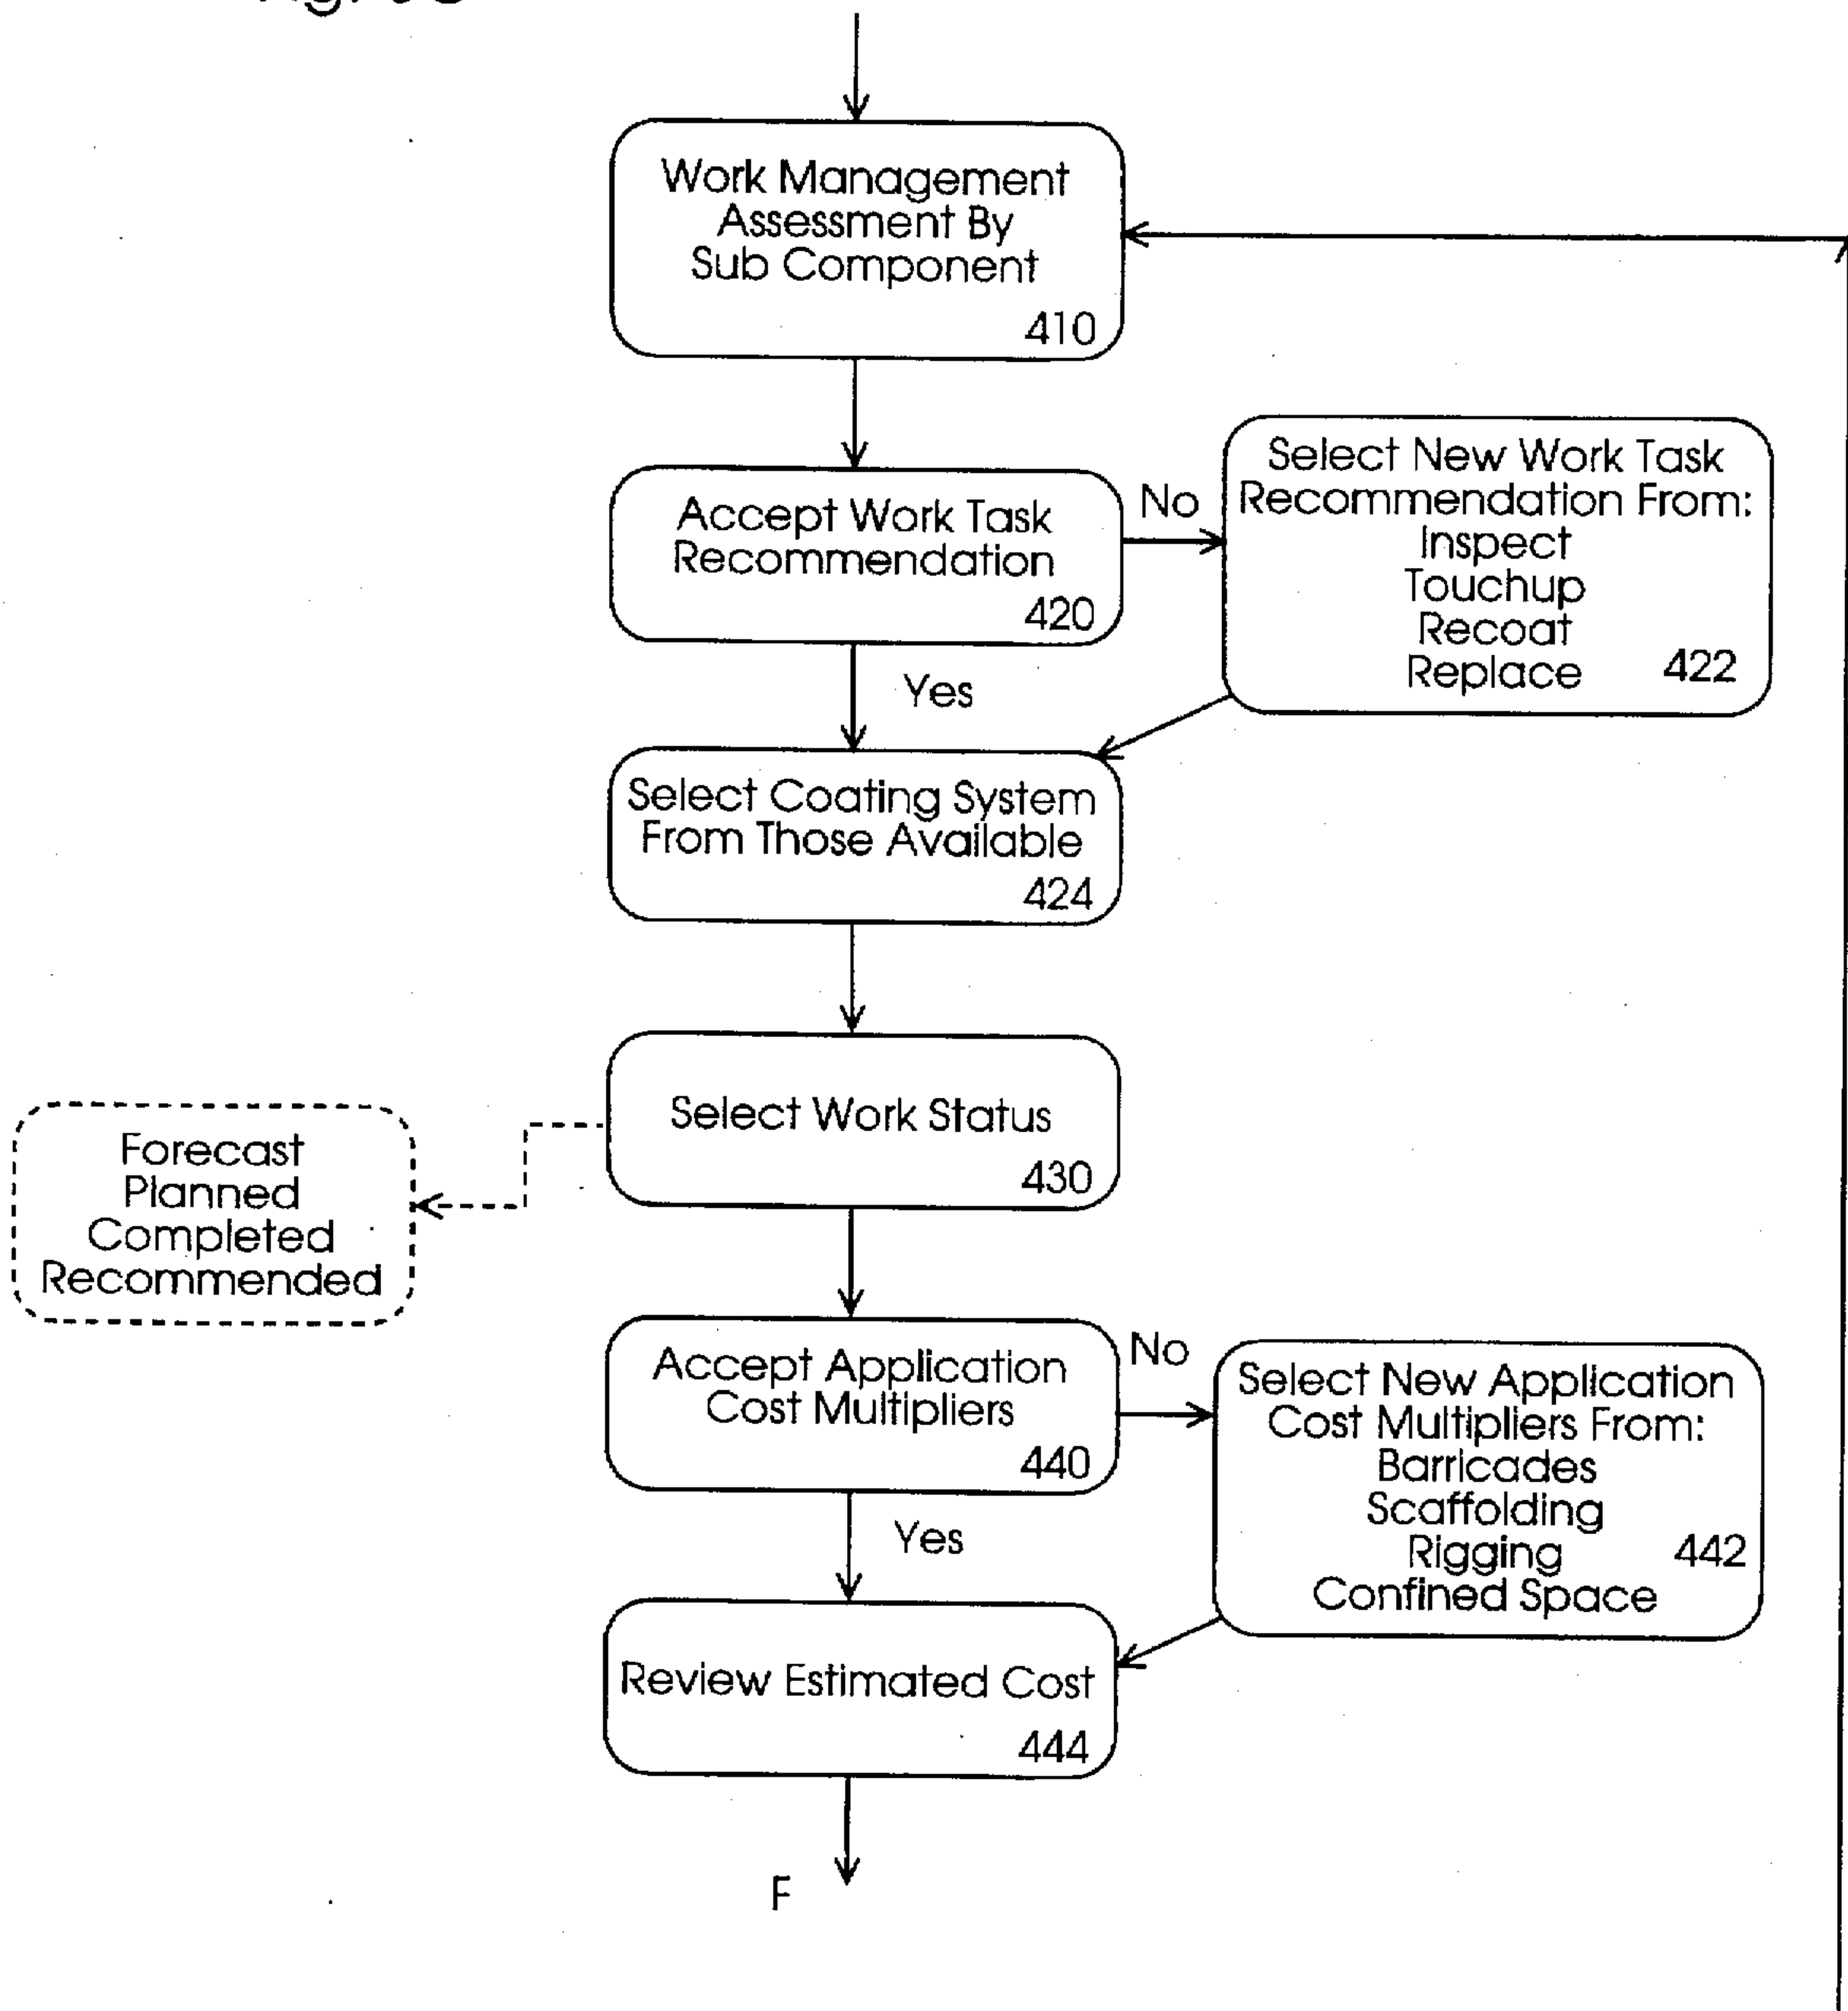 Work Management
Assessment By
Sub Component
410
Accept Work Task
Recommendation
420
No
Select New Work Task
Recommendation From:
Inspect
Touchup
Recoat
Replace
422
Yes
Select Coating System
From Those Available
424
Select Work Status
430
Forecast
Planned
Completed
Recommended
Accept Application
Cost Multipliers
440
No
Select New Application
Cost Multipliers From:
Barricades
Scaffolding
Rigging
442
Confined Space
Yes
Review Estimated Cost
444
F